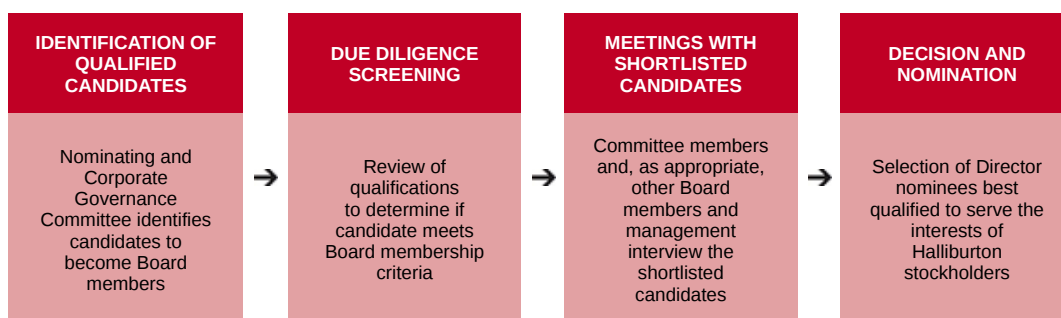 IDENTIFICATION OF
QUALIFIED
CANDIDATES
Nominating and
Corporate
Governance
Committee identifies
candidates to
become Board
members
DUE DILIGENCE
SCREENING
Review of
qualifications
to determine if
candidate meets
Board membership
criteria
MEETINGS WITH
SHORTLISTED
CANDIDATES
Committee members
and, as appropriate,
other Board
members and
management
interview the
shortlisted
candidates
DECISION AND
NOMINATION
Selection of Director
nominees best
qualified to serve the
interests of
Halliburton
stockholders